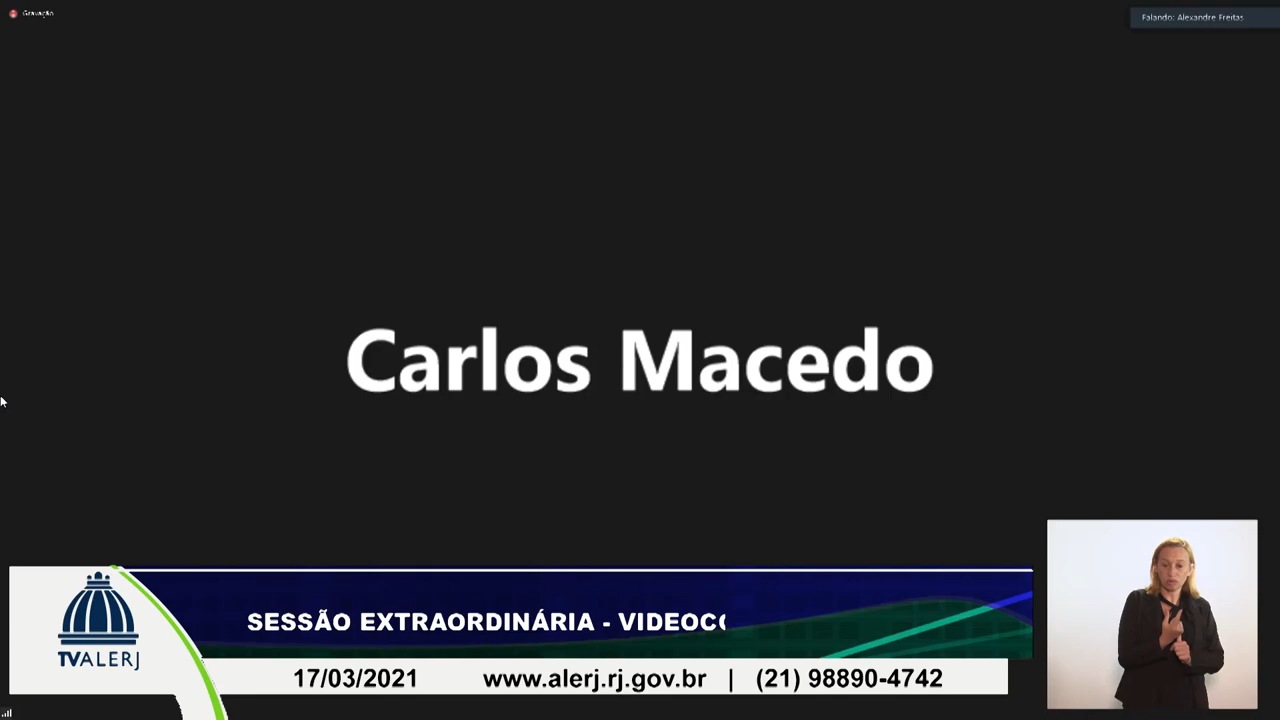 Gravação
Falando: Alexandre Freitas
Carlos Macedo
SESSÃO EXTRAORDINÁRIA - VIDEOC
TVALERJ
17/03/2021 www.alerj.rj.gov.br | (21) 98890-4742